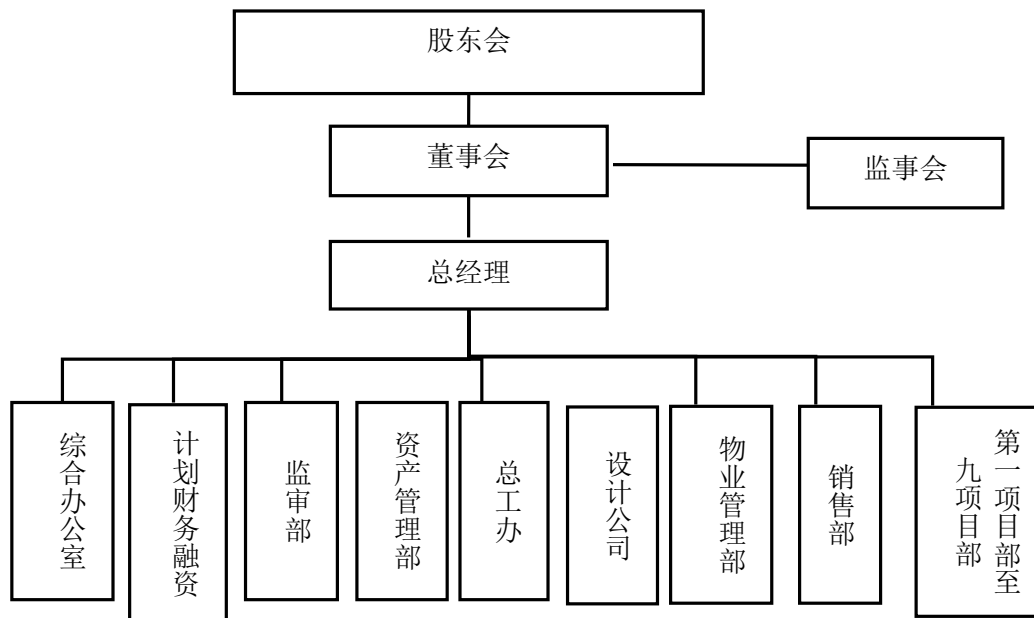 股东会
董事会
监事会
总经理
综合办公室
计划财务融资
监审部
资产管理部
总工办
设计公司
物业管理部
销售部
第一项目部至
九项目部